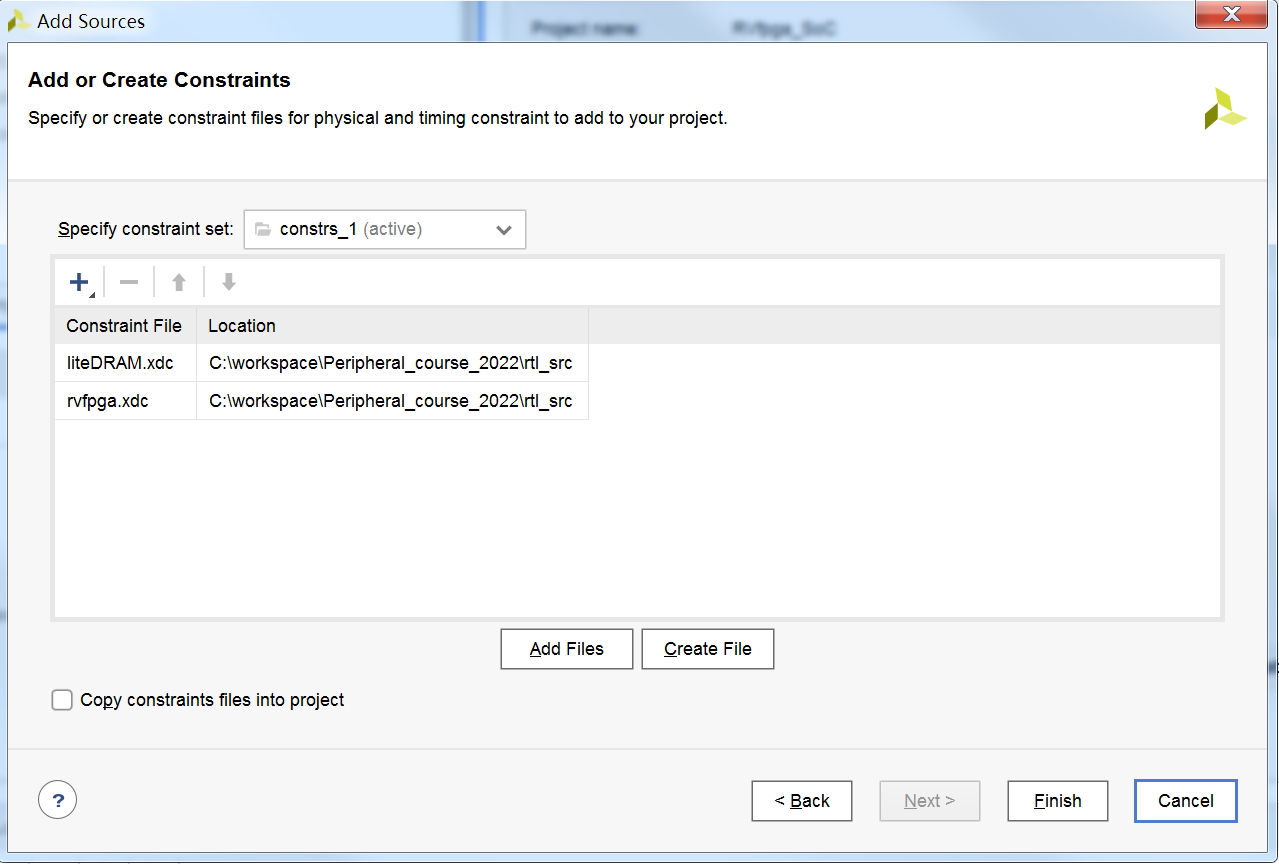 Add Sources
Project name: RVfpga_SoC
Add or Create Constraints
Specify or create constraint files for physical and timing constraint to add to your project.
Specify constraint set: constrs_1 (active)
Constraint File Location
liteDRAM.xdc C:\workspace\Peripheral_course_2022\rtl_src
rvfpga.xdc C:\workspace\Peripheral_course_2022\rtl_src
Add Files Create File
Copy constraints files into project
? < Back Next > Finish Cancel